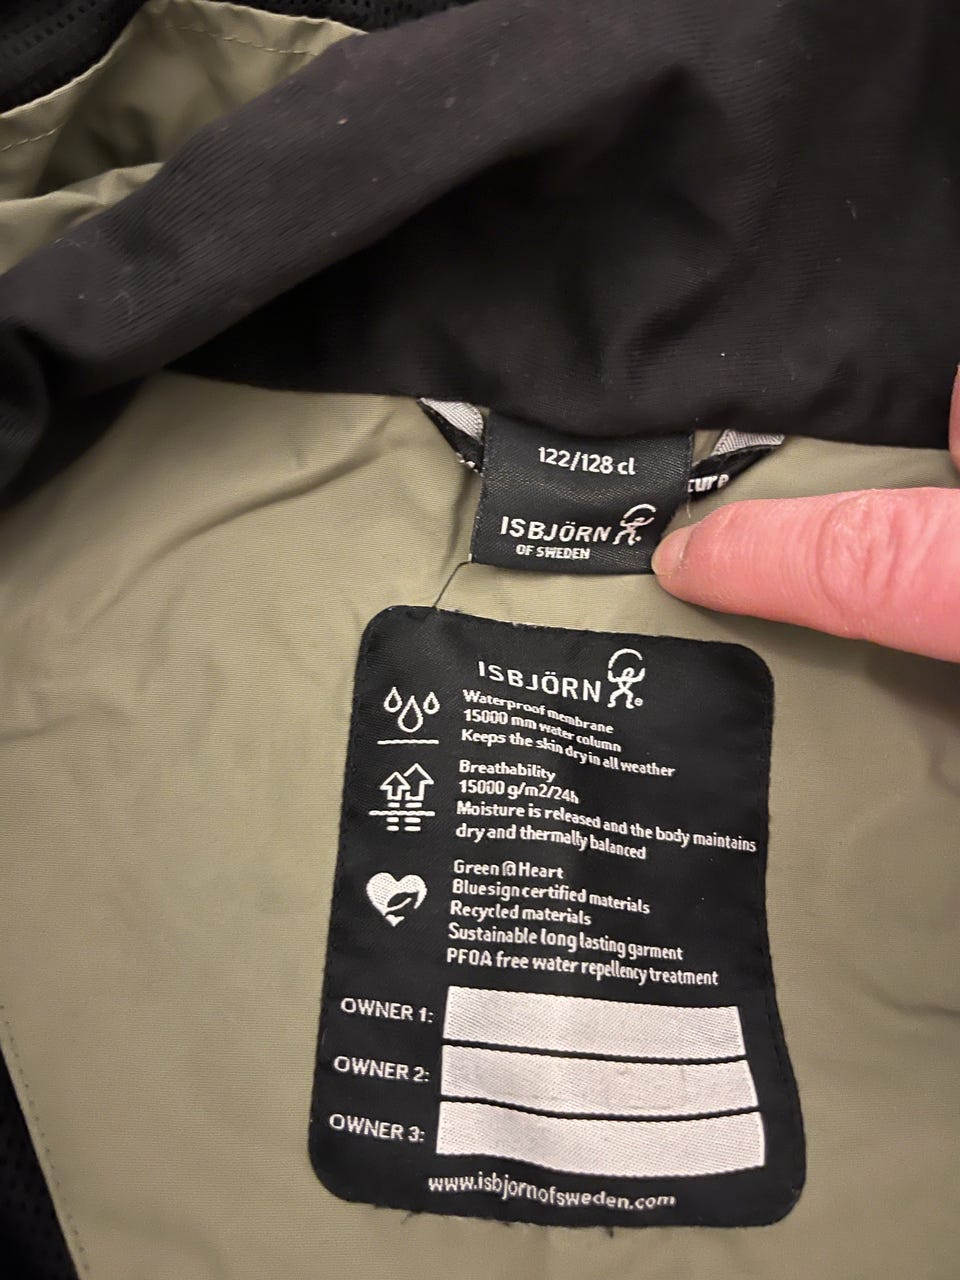 122/128 cl
ISBJÖRN
OF SWEDEN
ISBJÖRN
Waterproof membrane
15000 mm water column
Keeps the skin dry in all weather
Breathability
15000 g/m2/24h
Moisture is released and the body maintains
dry and thermally balanced
Green @ Heart
Bluesign certified materials
Recycled materials
Sustainable long lasting garment
PFOA free water repellency treatment
OWNER 1:
OWNER 2:
OWNER 3:
www.isbjornofsweden.com